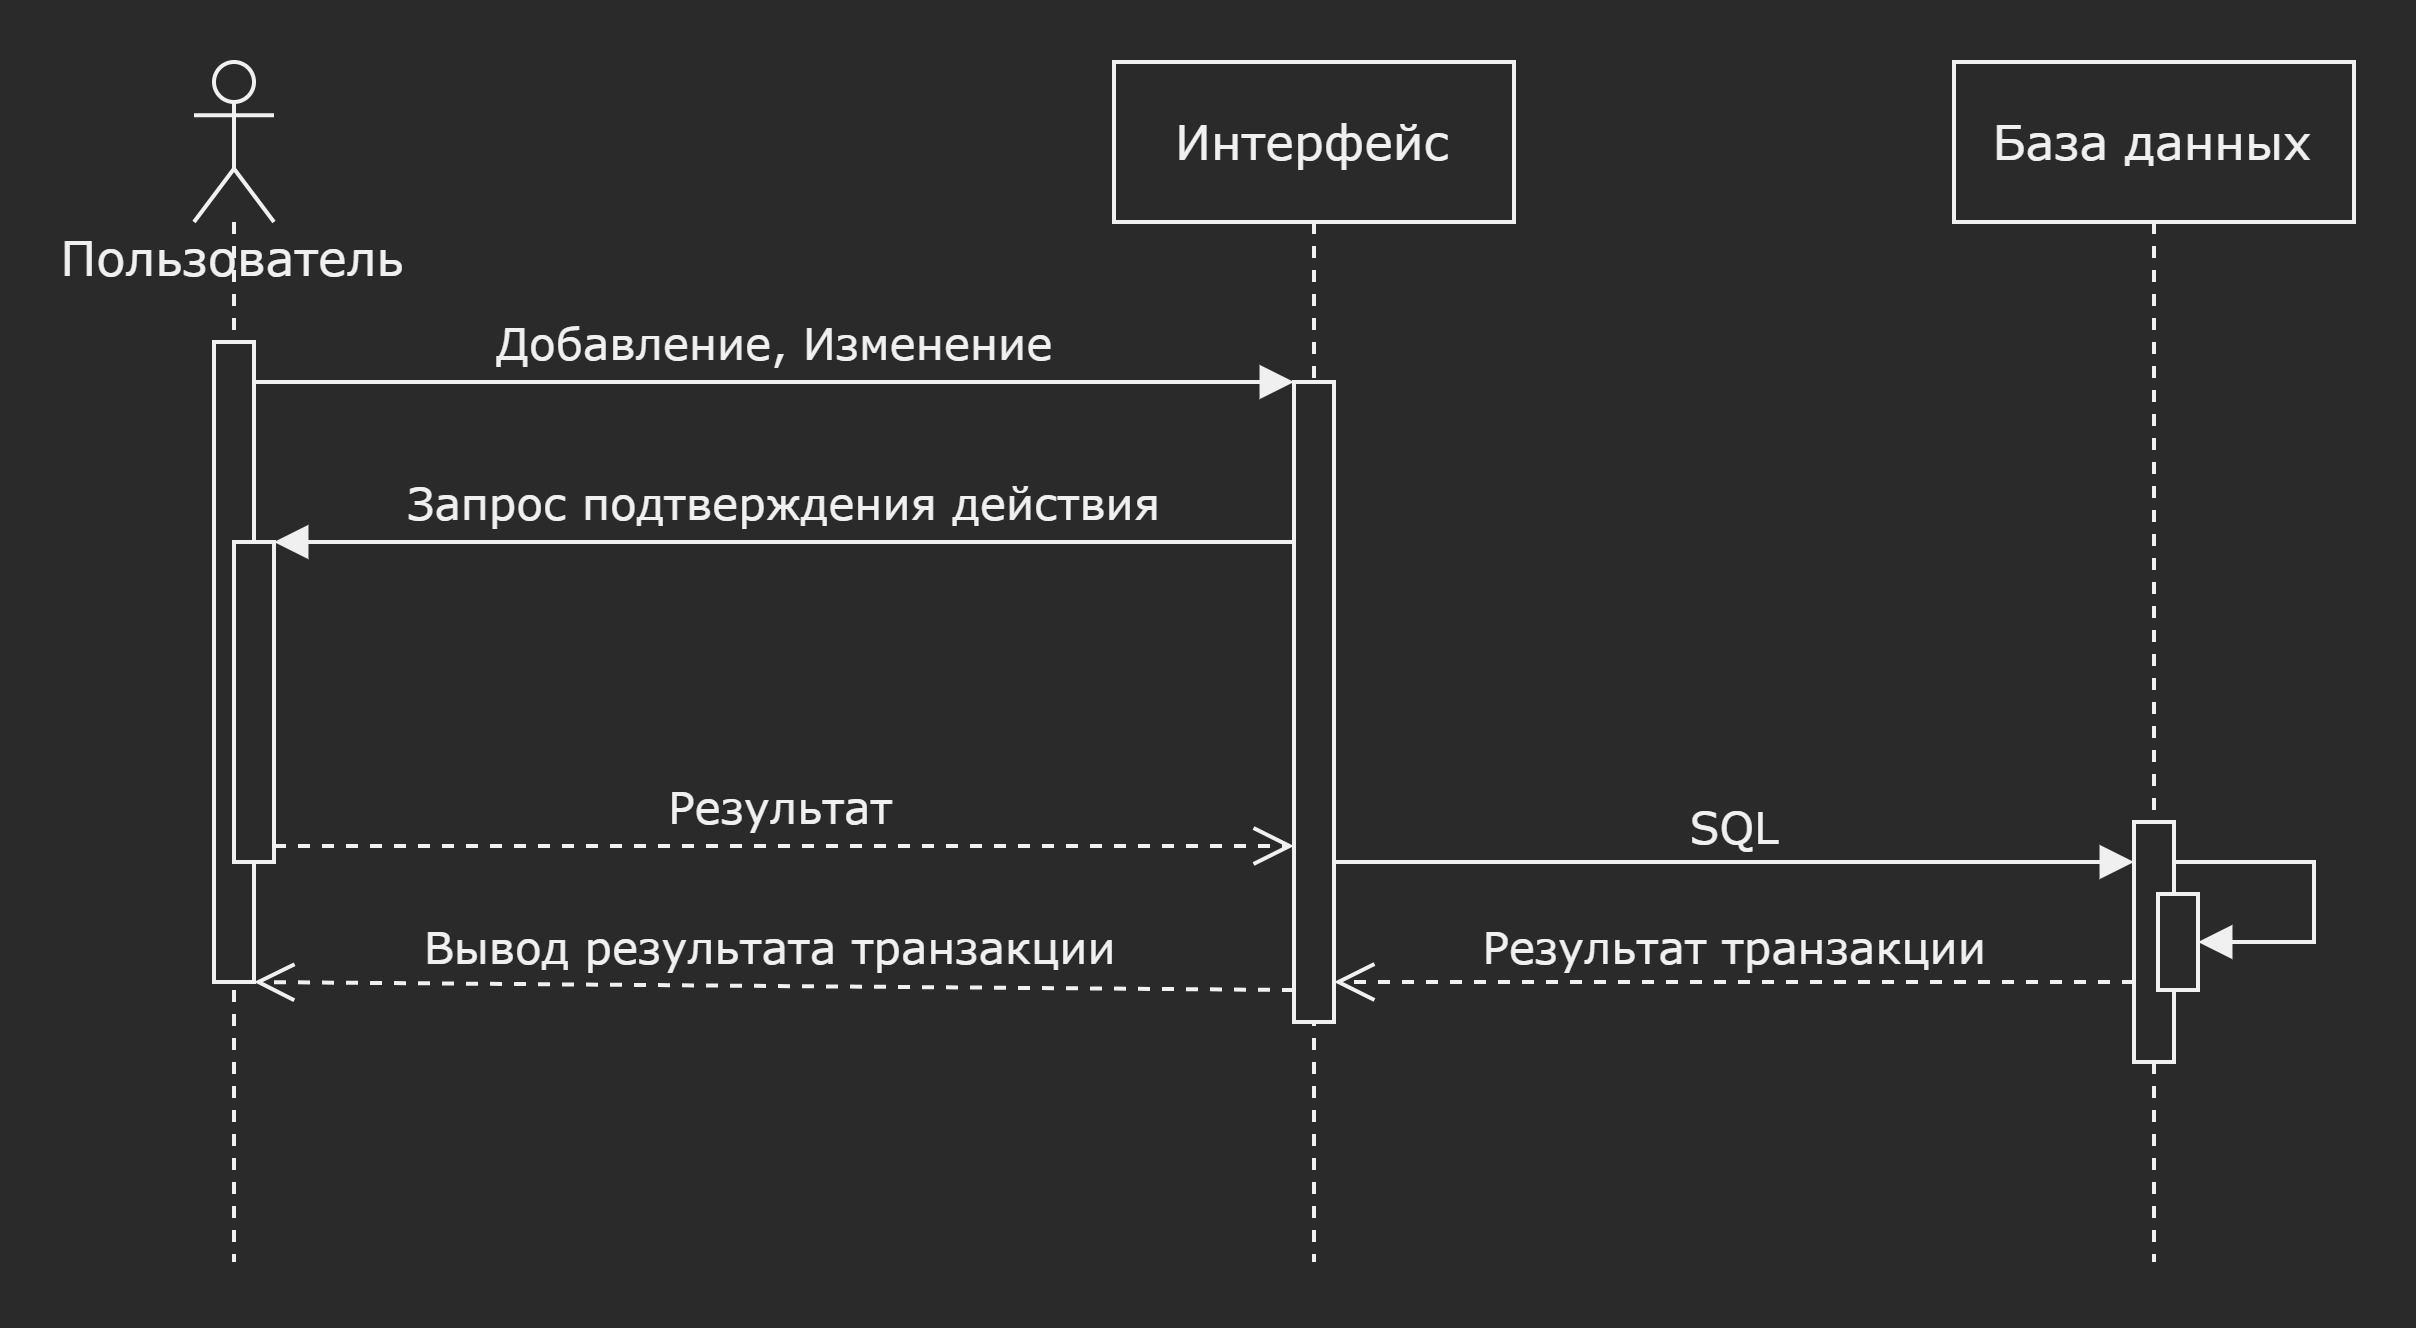 Интерфейс
База данных
Пользователь
Добавление, Изменение
Запрос подтверждения действия
Результат
SQL
Вывод результата транзакции
Результат транзакции